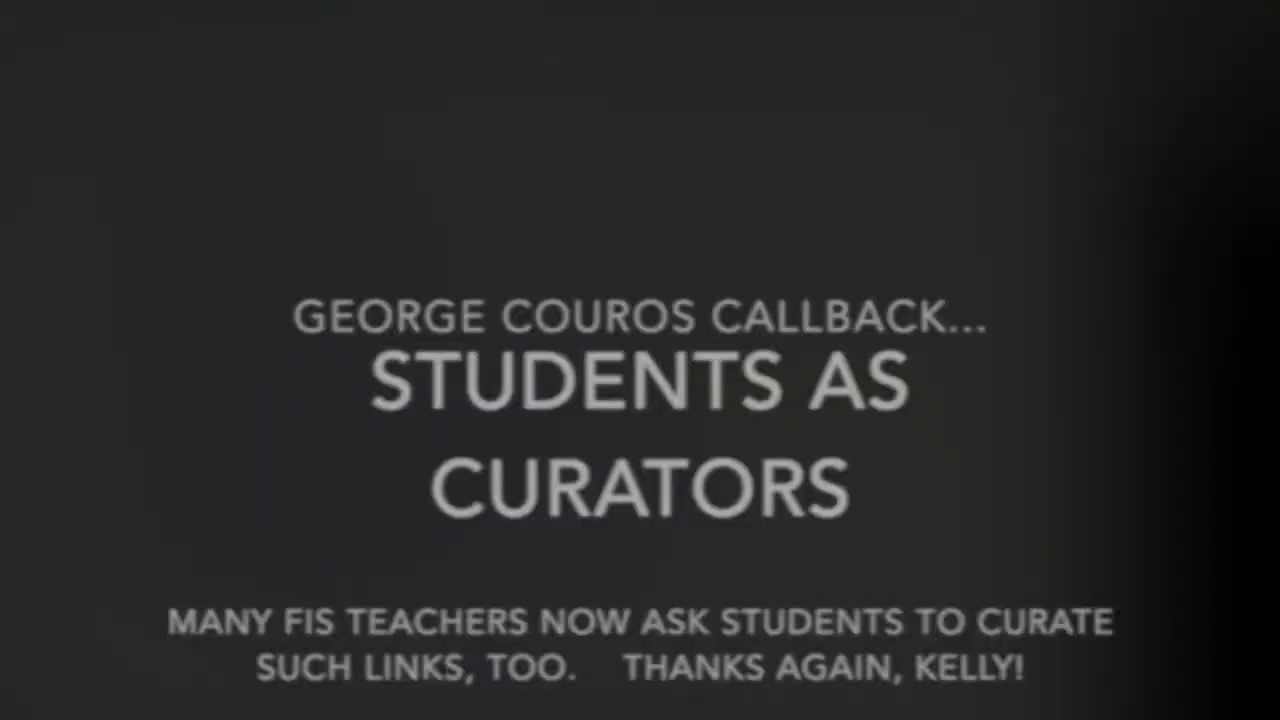 GEORGE COUROS CALLBACK...
STUDENTS AS
CURATORS
MANY FIS TEACHERS NOW ASK STUDENTS TO CURATE
SUCH LINKS, TOO. THANKS AGAIN, KELLY!